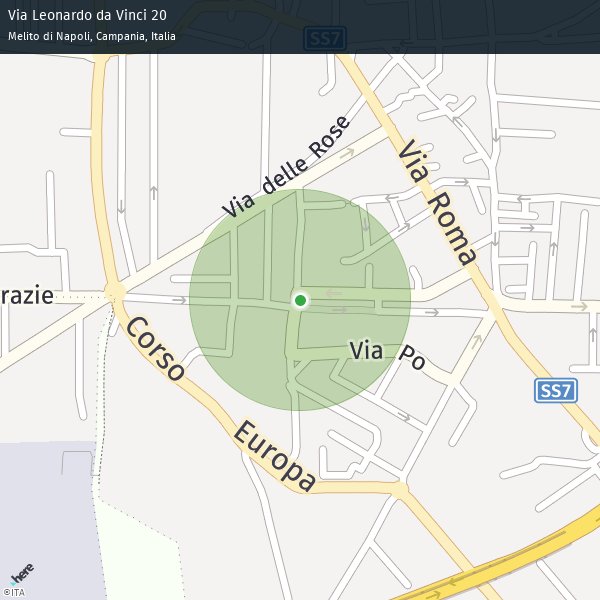 Via Leonardo da Vinci 20
Melito di Napoli, Campania, Italia
SS7
Via delle Rose
Via Roma
razie
Corso
Europa
Via Po
SS7
here
©ITA